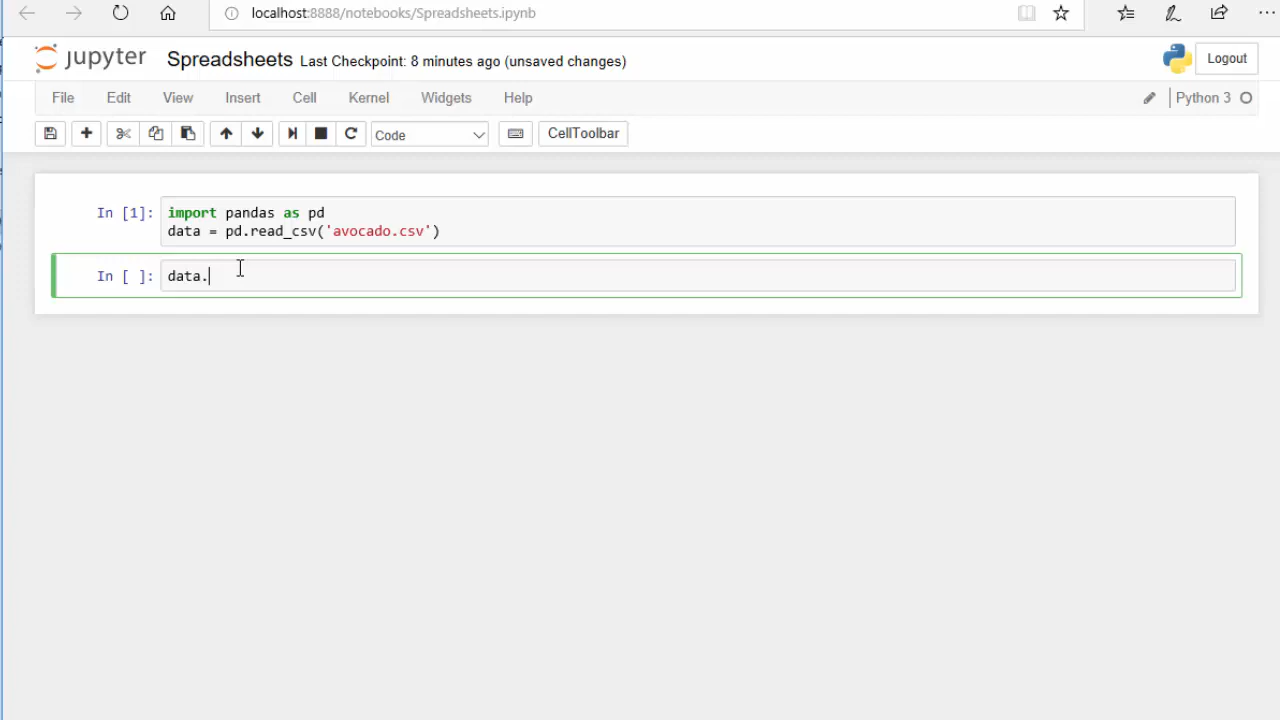 localhost:8888/notebooks/Spreadsheets.ipynb
jupyter Spreadsheets Last Checkpoint: 8 minutes ago (unsaved changes) Logout
File Edit View Insert Cell Kernel Widgets Help Python 3
Code CellToolbar
In [1]: import pandas as pd
data = pd.read_csv('avocado.csv')
In [ ]: data.